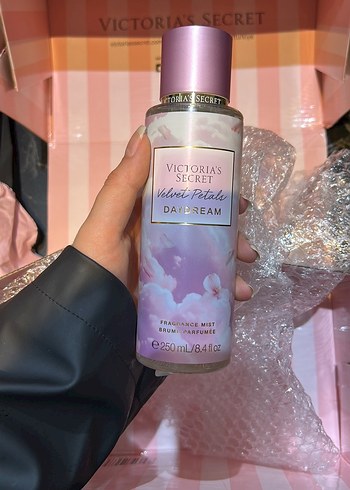 VICTORIA'S SECRET
VICTORIA'S SECRET
VICTORIA'S
SECRET
Velvet Petals
DAYDREAM
FRAGRANCE MIST
BRUME PARFUMÉE
℮ 250 mL/8.4 fl oz